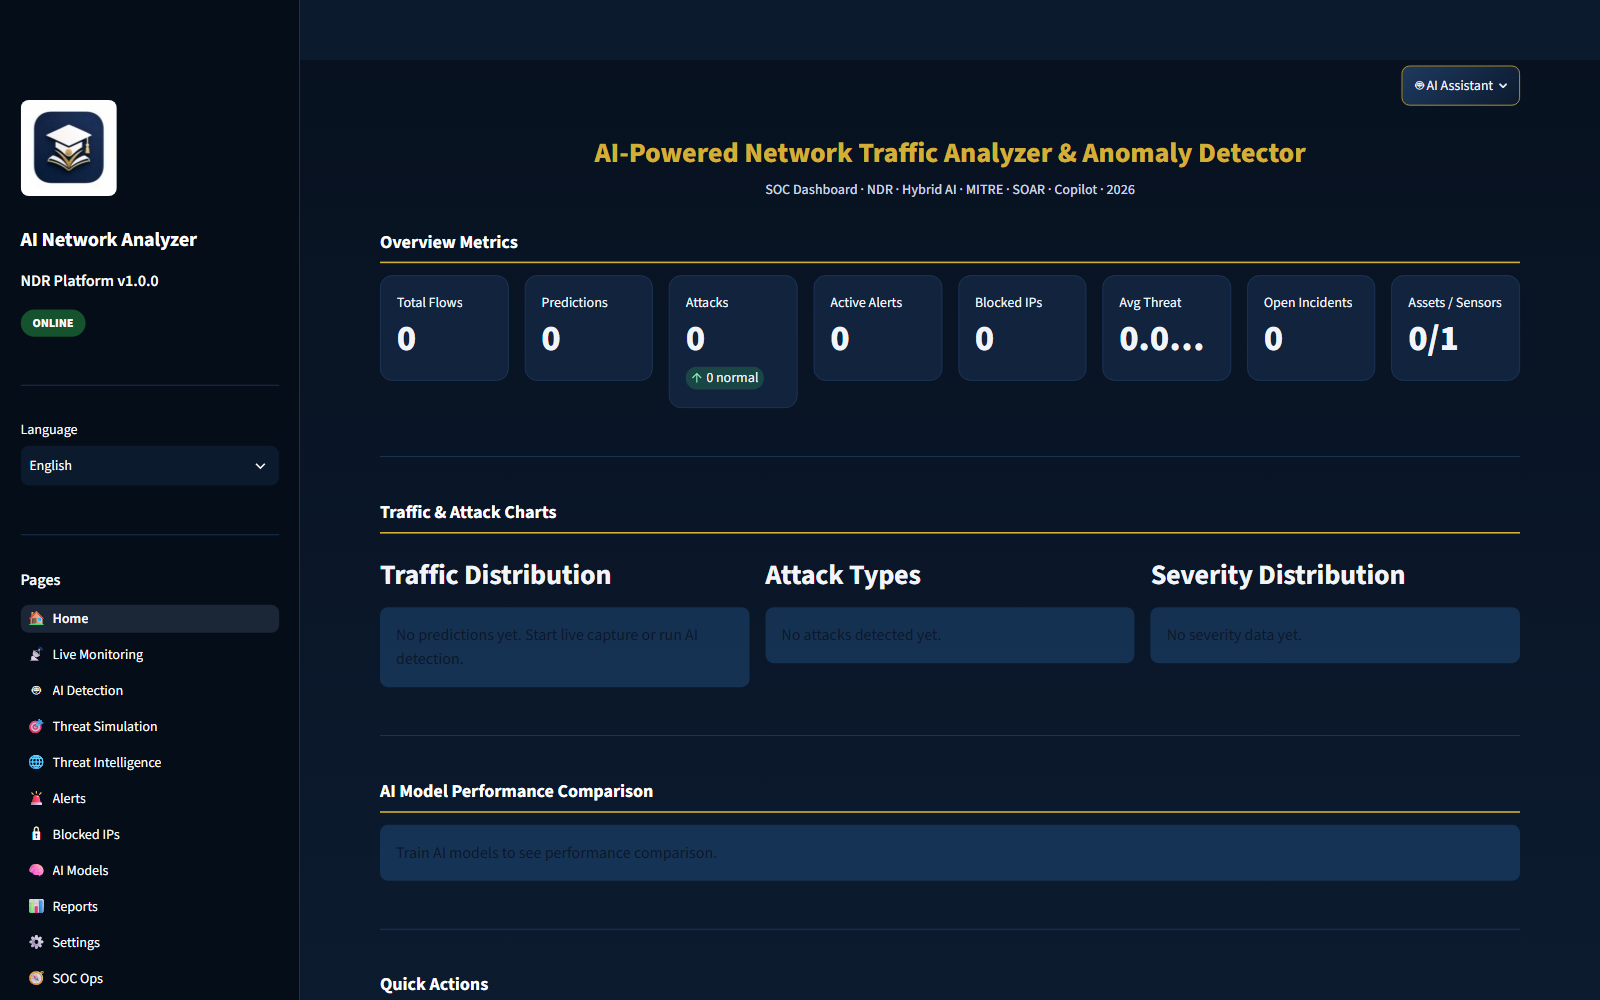 AI Network Analyzer
NDR Platform v1.0.0
ONLINE
Language
English
Pages
Home
Live Monitoring
AI Detection
Threat Simulation
Threat Intelligence
Alerts
Blocked IPs
AI Models
Reports
Settings
SOC Ops
AI Assistant
AI-Powered Network Traffic Analyzer & Anomaly Detector
SOC Dashboard · NDR · Hybrid AI · MITRE · SOAR · Copilot · 2026
Overview Metrics
Total Flows
0
Predictions
0
Attacks
0
↑ 0 normal
Active Alerts
0
Blocked IPs
0
Avg Threat
0.0...
Open Incidents
0
Assets / Sensors
0/1
Traffic & Attack Charts
Traffic Distribution
No predictions yet. Start live capture or run AI
detection.
Attack Types
No attacks detected yet.
Severity Distribution
No severity data yet.
AI Model Performance Comparison
Train AI models to see performance comparison.
Quick Actions